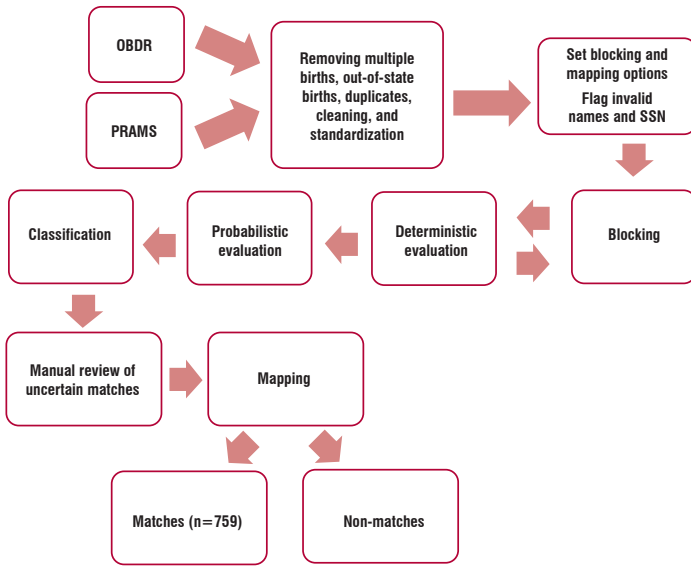 OBDR
PRAMS
Removing multiple
births, out-of-state
births, duplicates,
cleaning, and
standardization
Set blocking and
mapping options
Flag invalid
names and SSN
Classification
Probabilistic
evaluation
Deterministic
evaluation
Blocking
Manual review of
uncertain matches
Mapping
Matches (n=759)
Non-matches